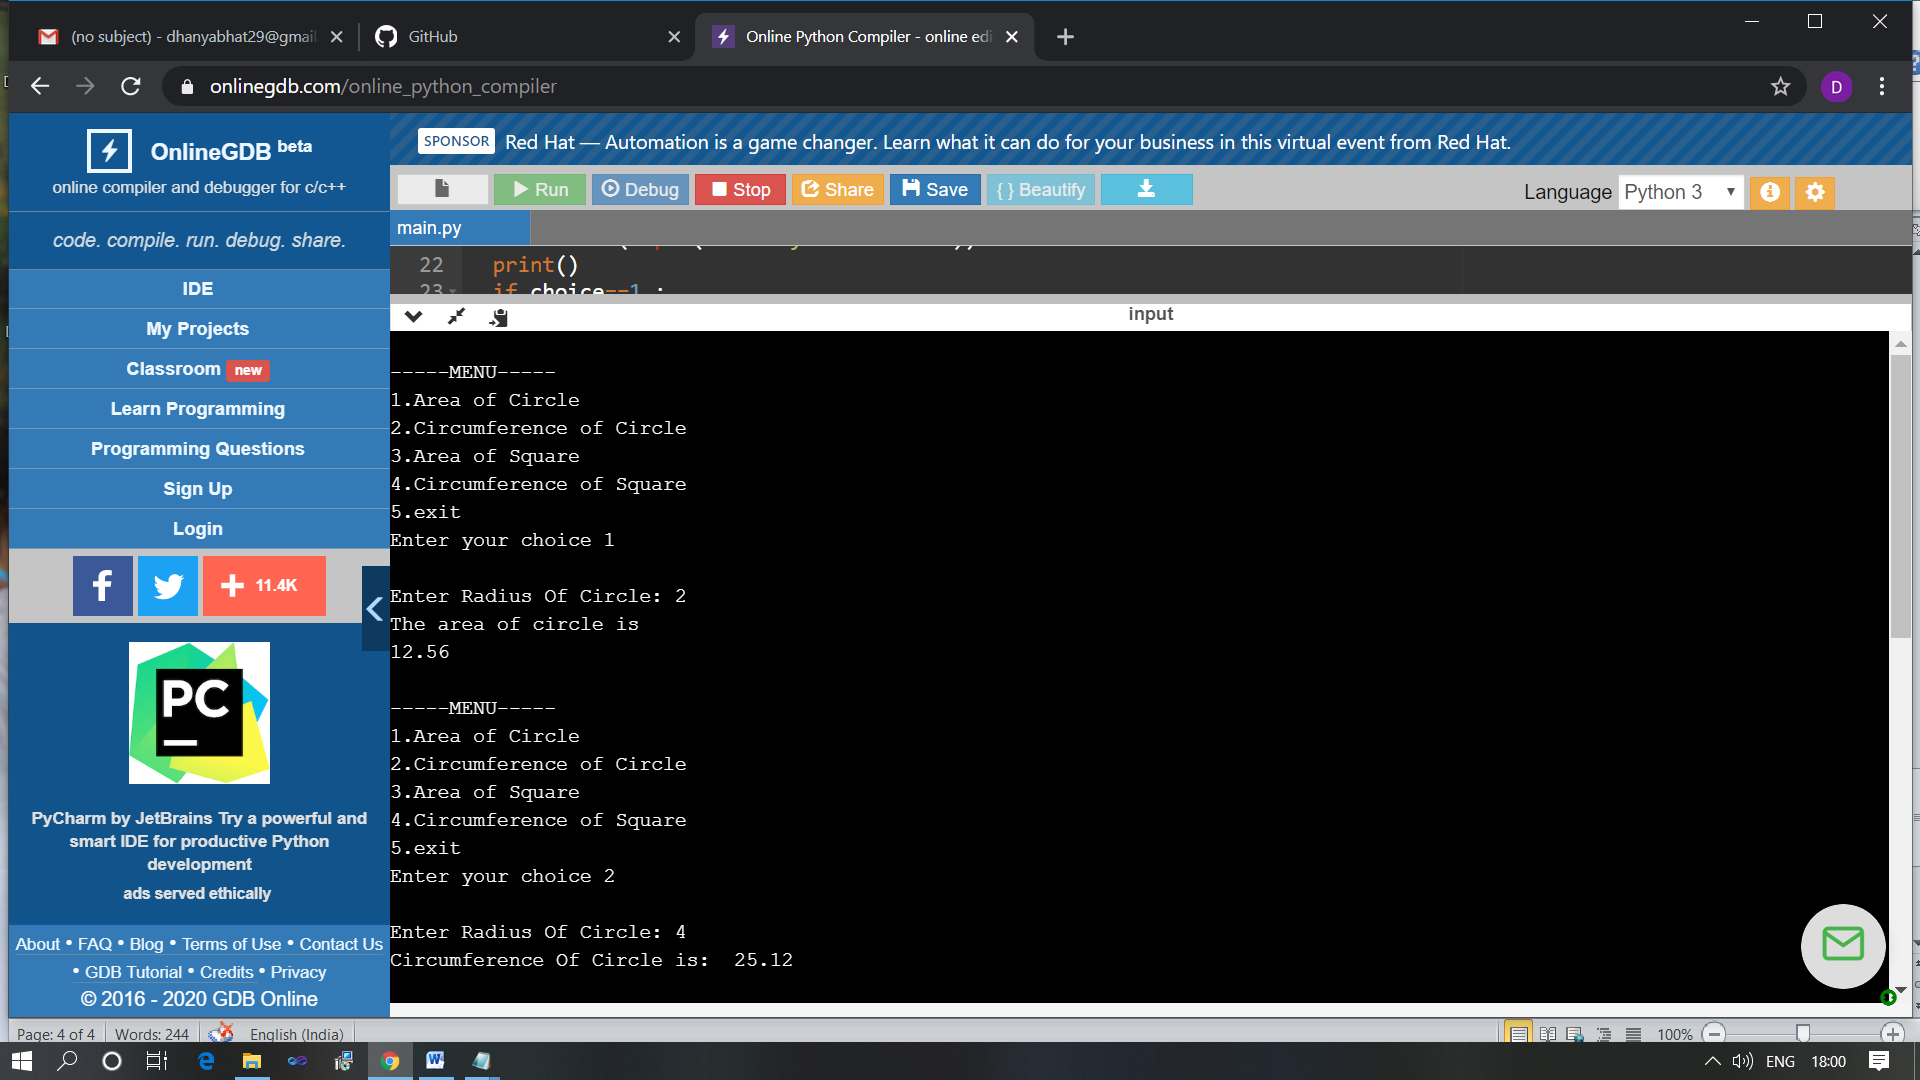 (no subject) - dhanyabhat29@gmail
GitHub
Online Python Compiler - online edi
onlinegdb.com/online_python_compiler
D
OnlineGDB beta
online compiler and debugger for c/c++
code. compile. run. debug. share.
IDE
My Projects
Classroom new
Learn Programming
Programming Questions
Sign Up
Login
11.4K
PC
PyCharm by JetBrains Try a powerful and
smart IDE for productive Python
development
ads served ethically
About • FAQ • Blog • Terms of Use • Contact Us
• GDB Tutorial • Credits • Privacy
© 2016 - 2020 GDB Online
SPONSOR Red Hat — Automation is a game changer. Learn what it can do for your business in this virtual event from Red Hat.
Run Debug Stop Share Save { } Beautify
Language Python 3
main.py
22 print()
23 if choice==1 :
input
-----MENU-----
1.Area of Circle
2.Circumference of Circle
3.Area of Square
4.Circumference of Square
5.exit
Enter your choice 1
Enter Radius Of Circle: 2
The area of circle is
12.56
-----MENU-----
1.Area of Circle
2.Circumference of Circle
3.Area of Square
4.Circumference of Square
5.exit
Enter your choice 2
Enter Radius Of Circle: 4
Circumference Of Circle is:  25.12
Page: 4 of 4 Words: 244 English (India) 100%
ENG 18:00